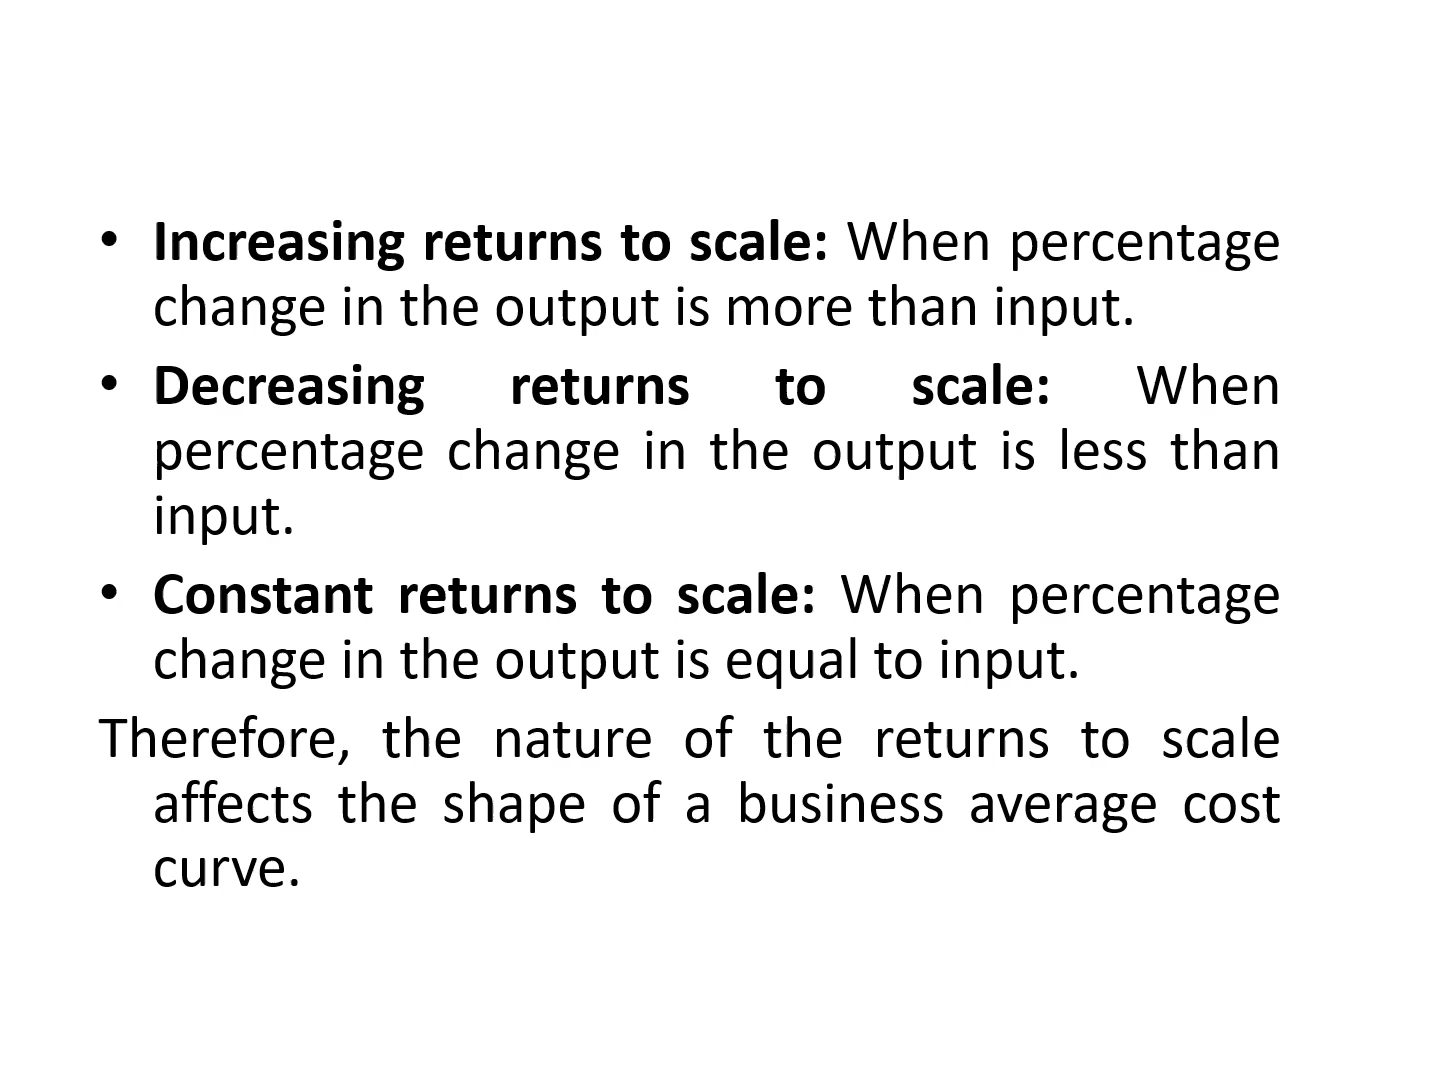 • Increasing returns to scale: When percentage
change in the output is more than input.
• Decreasing returns to scale: When
percentage change in the output is less than
input.
• Constant returns to scale: When percentage
change in the output is equal to input.
Therefore, the nature of the returns to scale
affects the shape of a business average cost
curve.